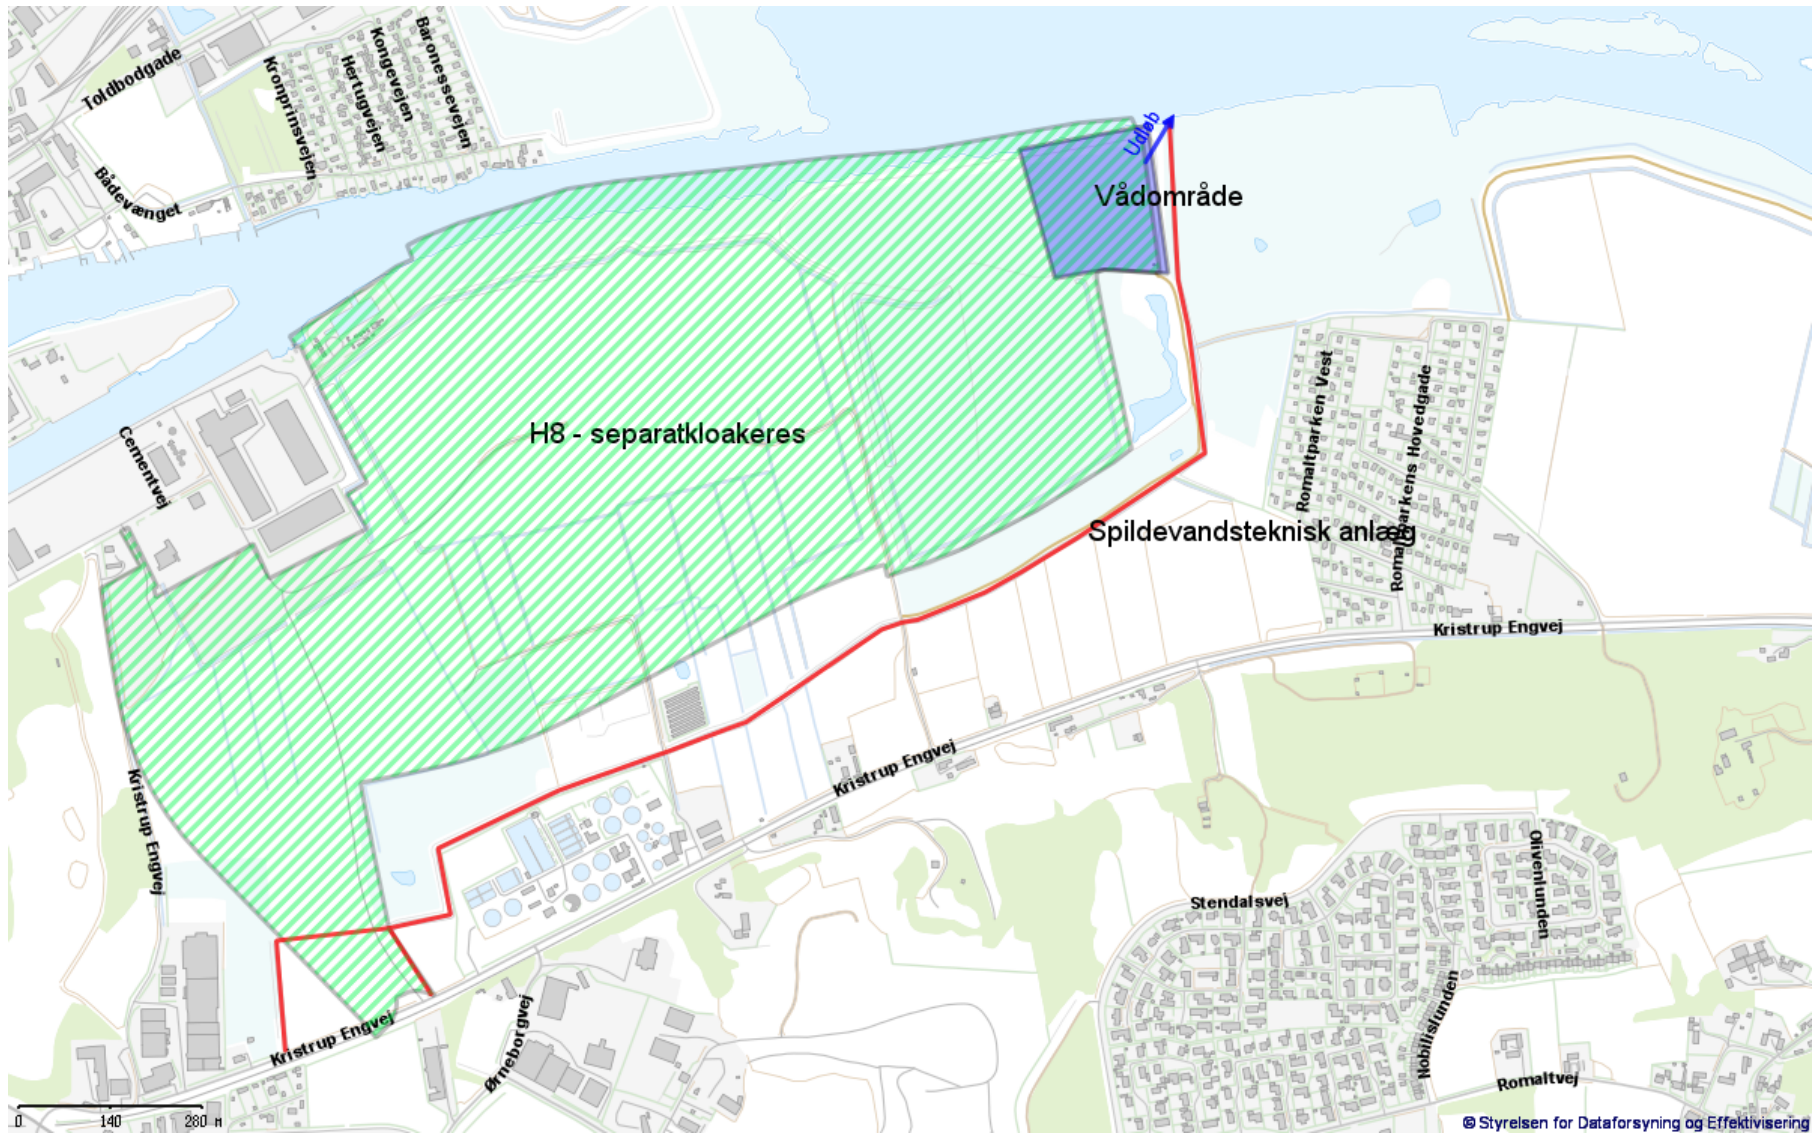 Toldbodgade
Kronprinsvejen
Hertugvejen
Kongevejen
Baronessevejen
Bådevænget
Udløb
Vådområde
H8 - separatkloakeres
Cementvej
Romaltparken Vest
Romaltparkens Hovedgade
Spildevandsteknisk anlæg
Kristrup Engvej
Kristrup Engvej
Kristrup Engvej
Stendalsvej
Olivenlunden
Nobilislunden
Kristrup Engvej
Ørneborgvej
Romaltvej
0 140 280 M
© Styrelsen for Dataforsyning og Effektivisering